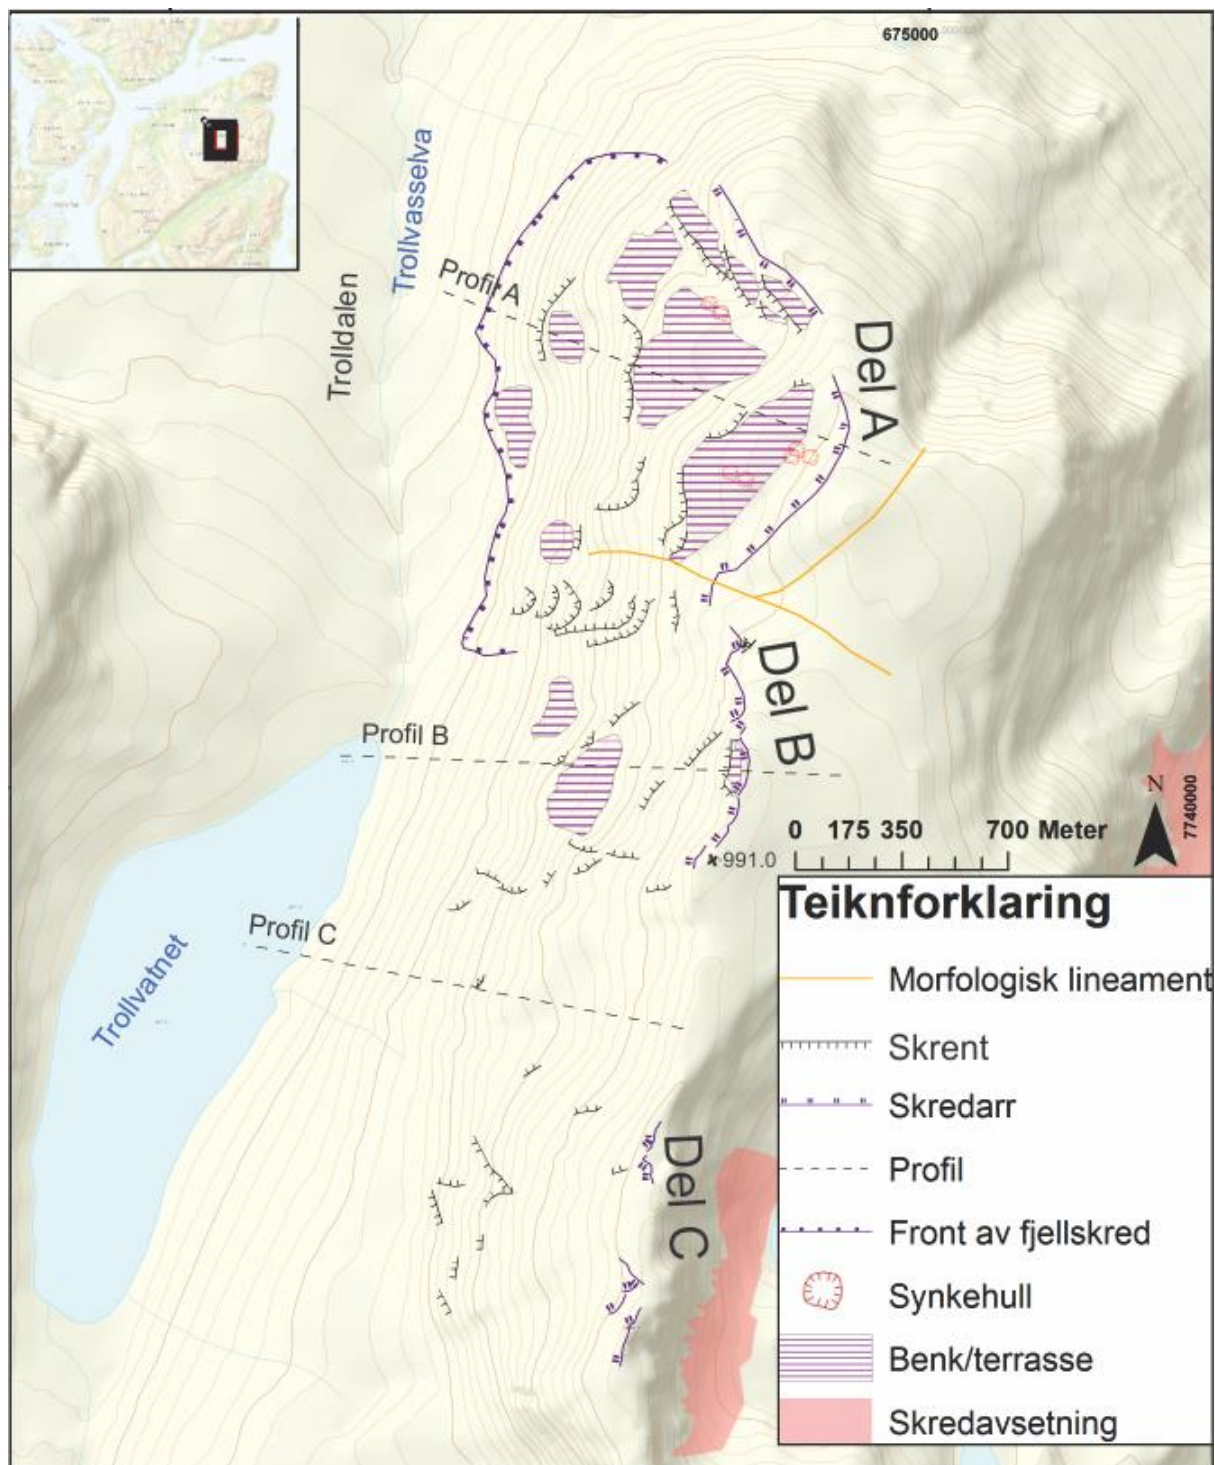 675000
Trollvasselva
Profil A
Trolldalen
Del A
Del B
Profil B
N
7740000
0 175 350 700 Meter
991.0
Teiknforklaring
Profil C
Trollvatnet
Morfologisk lineament
Skrent
Skredarr
Del C
Profil
Front av fjellskred
Synkehull
Benk/terrasse
Skredavsetning